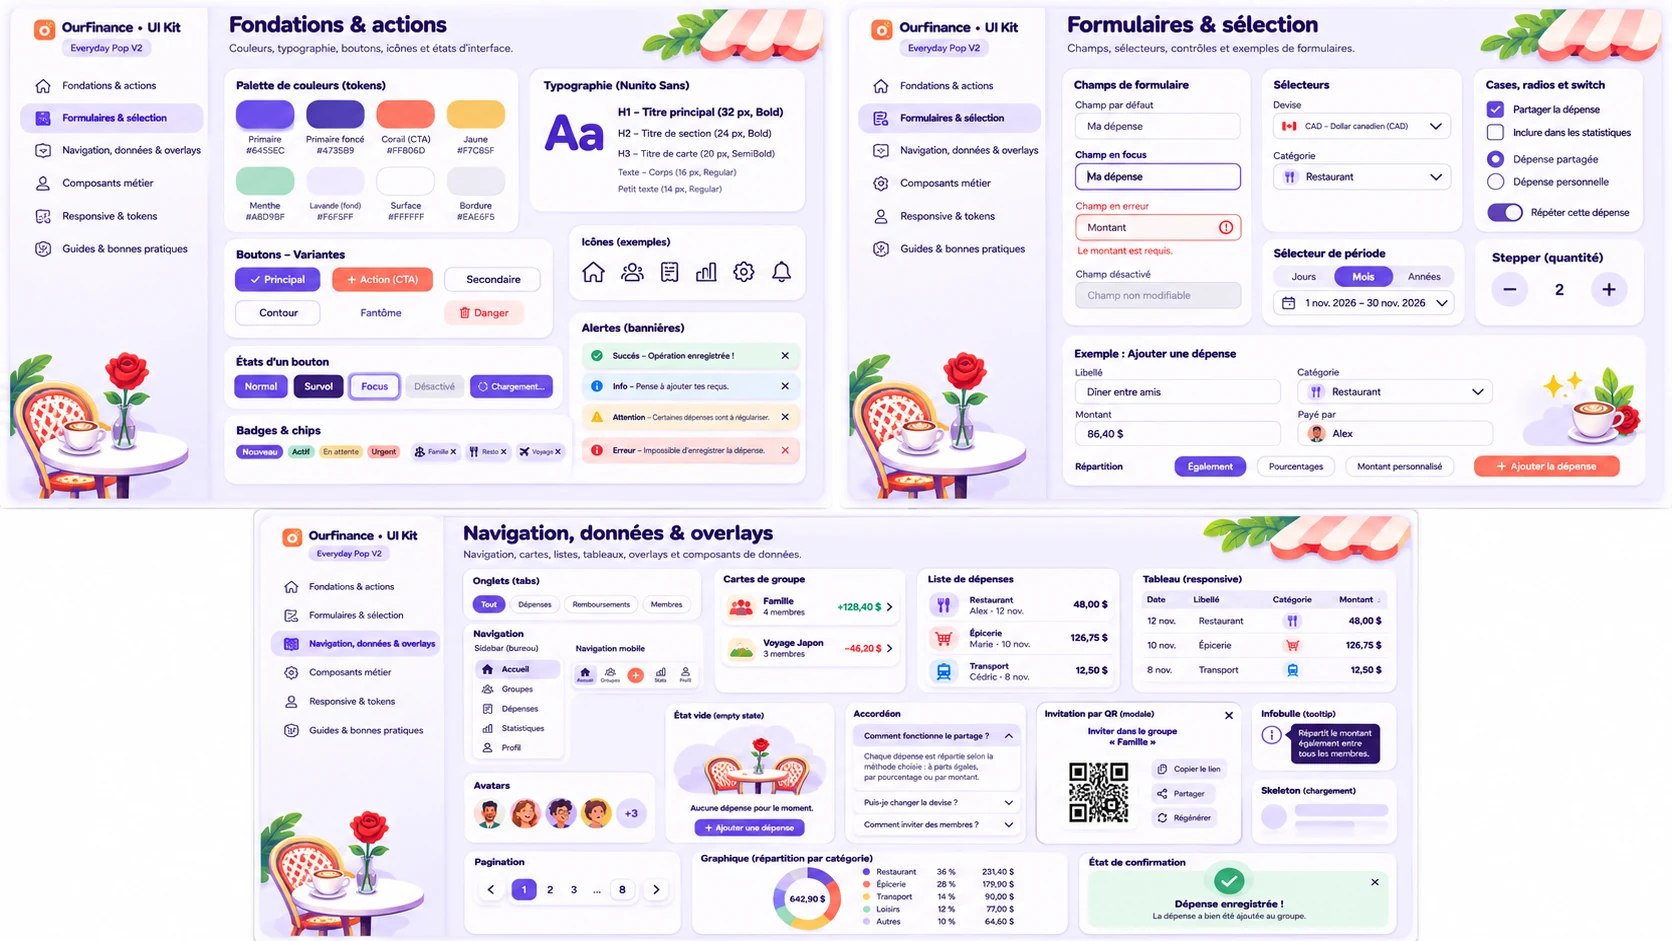 Ourfinance • UI Kit
Everyday Pop V2
Fondations & actions
Formulaires & sélection
Navigation, données & overlays
Composants métier
Responsive & tokens
Guides & bonnes pratiques
Fondations & actions
Couleurs, typographie, boutons, icônes et états d'interface.
Palette de couleurs (tokens)
Primaire
#6455EC
Primaire foncé
#4735B9
Corail (CTA)
#FF806D
Jaune
#F7C85F
Menthe
#A8D9BF
Lavande (fond)
#F6F5FF
Surface
#FFFFFF
Bordure
#EAE6F5
Typographie (Nunito Sans)
Aa
H1 – Titre principal (32 px, Bold)
H2 – Titre de section (24 px, Bold)
H3 – Titre de carte (20 px, SemiBold)
Texte – Corps (16 px, Regular)
Petit texte (14 px, Regular)
Boutons – Variantes
Principal
+ Action (CTA)
Secondaire
Contour
Fantôme
Danger
Icônes (exemples)
États d'un bouton
Normal
Survol
Focus
Désactivé
Chargement...
Badges & chips
Nouveau
Actif
En attente
Urgent
Famille ×
Resto ×
Voyage ×
Alertes (bannières)
Succés – Opération enregistrée !
Info – Pense à ajouter tes reçus.
Attention – Certaines dépenses sont à régulariser.
Erreur – Impossible d'enregistrer la dépense.
Ourfinance • UI Kit
Everyday Pop V2
Fondations & actions
Formulaires & sélection
Navigation, données & overlays
Composants métier
Responsive & tokens
Guides & bonnes pratiques
Formulaires & sélection
Champs, sélecteurs, contrôles et exemples de formulaires.
Champs de formulaire
Champ par défaut
Ma dépense
Champ en focus
Ma dépense
Champ en erreur
Montant
Le montant est requis.
Champ désactivé
Champ non modifiable
Sélecteurs
Devise
CAD – Dollar canadien (CAD)
Catégorie
Restaurant
Cases, radios et switch
Partager la dépense
Inclure dans les statistiques
Dépense partagée
Dépense personnelle
Répéter cette dépense
Sélecteur de période
Jours
Mois
Années
1 nov. 2026 – 30 nov. 2026
Stepper (quantité)
− 2 +
Exemple : Ajouter une dépense
Libellé
Dîner entre amis
Catégorie
Restaurant
Montant
86,40 $
Payé par
Alex
Répartition
Également
Pourcentages
Montant personnalisé
+ Ajouter la dépense
Ourfinance • UI Kit
Everyday Pop V2
Fondations & actions
Formulaires & sélection
Navigation, données & overlays
Composants métier
Responsive & tokens
Guides & bonnes pratiques
Navigation, données & overlays
Navigation, cartes, listes, tableaux, overlays et composants de données.
Onglets (tabs)
Tout
Dépenses
Remboursements
Membres
Navigation
Sidebar (bureou)
Accueil
Groupes
Dépenses
Statistiques
Profil
Navigation mobile
Accueil
Groupes
+
Stats
Profil
Cartes de groupe
Famille
4 membres
+128,40 $
Voyage Japon
3 membres
−46,20 $
Liste de dépenses
Restaurant
Alex · 12 nov.
48,00 $
Épicerie
Marie · 10 nov.
126,75 $
Transport
Cédric · 8 nov.
12,50 $
Tableau (responsive)
Date Libellé Catégorie Montant
12 nov. Restaurant 48,00 $
10 nov. Épicerie 126,75 $
8 nov. Transport 12,50 $
État vide (empty state)
Aucune dépense pour le moment.
+ Ajouter une dépense
Accordéon
Comment fonctionne le partage ?
Chaque dépense est répartie selon la
méthode choisie : à parts égales,
par pourcentage ou par montant.
Puis-je changer la devise ?
Comment inviter des membres ?
Invitation par QR (modale)
Inviter dans le groupe
« Famille »
Copier le lien
Partager
Régénérer
Infobulle (tooltip)
Répartit le montant
également entre
tous les membres.
Skeleton (chargement)
Avatars
+3
Pagination
1 2 3 ... 8
Graphique (répartition par catégorie)
642,90 $
Restaurant 36 % 231,40 $
Épicerie 28 % 179,90 $
Transport 14 % 90,00 $
Loisirs 12 % 77,00 $
Autres 10 % 64,60 $
État de confirmation
Dépense enregistrée !
La dépense a bien été ajoutée au groupe.